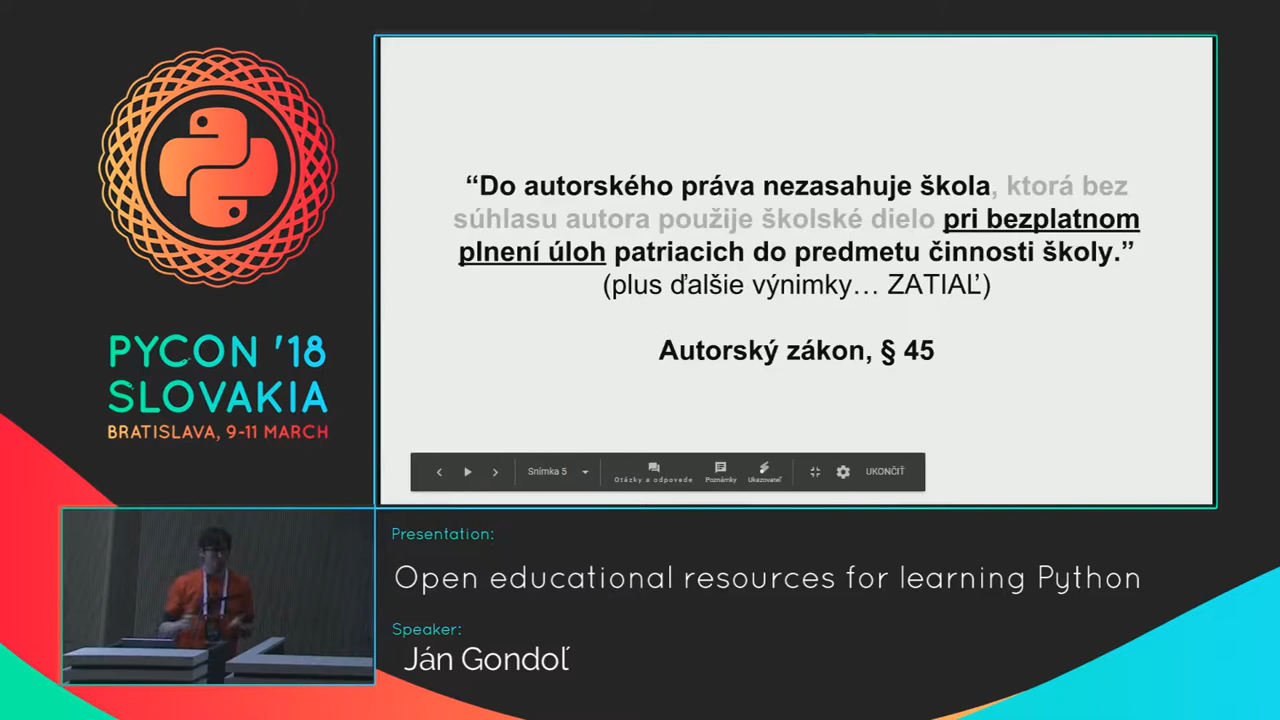 “Do autorského práva nezasahuje škola, ktorá bez
súhlasu autora použije školské dielo pri bezplatnom
plnení úloh patriacich do predmetu činnosti školy.”
(plus ďalšie výnimky… ZATIAĽ)
Autorský zákon, § 45
Snímka 5
Otázky a odpovede
Poznámky
Ukazovateľ
UKONČIŤ
PYCON '18
SLOVAKIA
BRATISLAVA, 9-11 MARCH
Presentation:
Open educational resources for learning Python
Speaker:
Ján Gondoľ